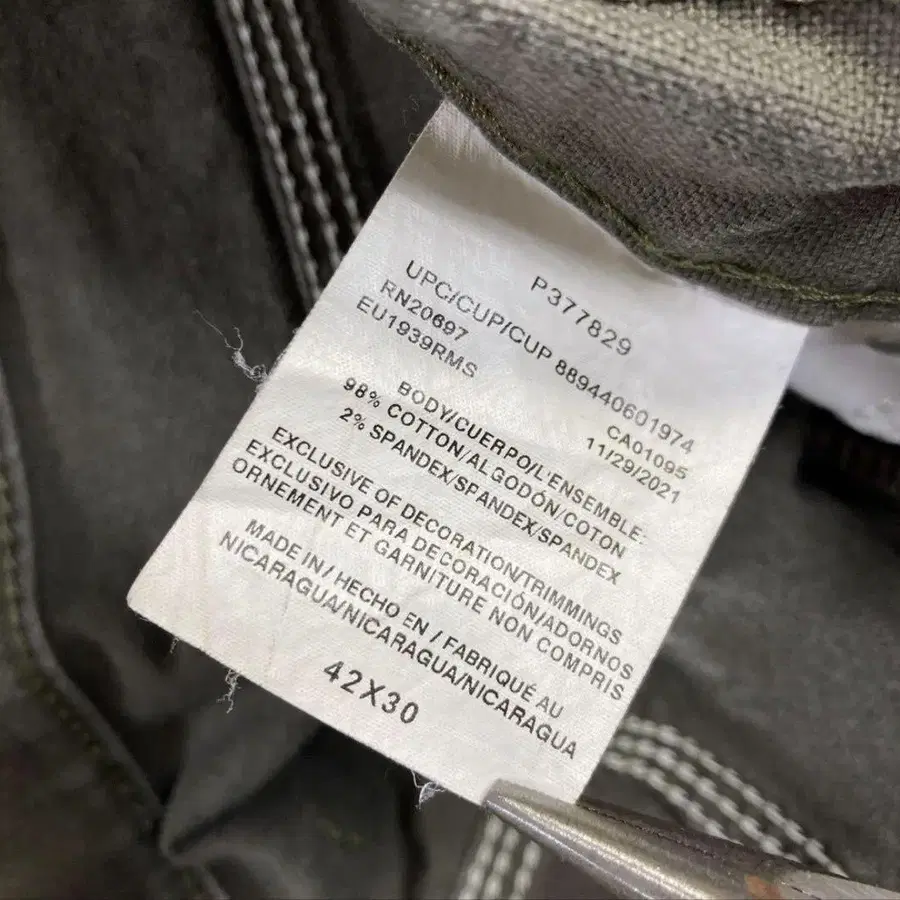 P377829
UPC/CUP/CUP 889440601974
RN20697 CA01095
EU1939RMS 11/29/2021
BODY/CUERPO/L'ENSEMBLE:
98% COTTON/ALGODÓN/COTON
2% SPANDEX/SPANDEX/SPANDEX
EXCLUSIVE OF DECORATION/TRIMMINGS
EXCLUSIVO PARA DECORACIÓN/ADORNOS
ORNEMENT ET GARNITURE NON COMPRIS
MADE IN / HECHO EN / FABRIQUÉ AU
NICARAGUA/NICARAGUA/NICARAGUA
42X30